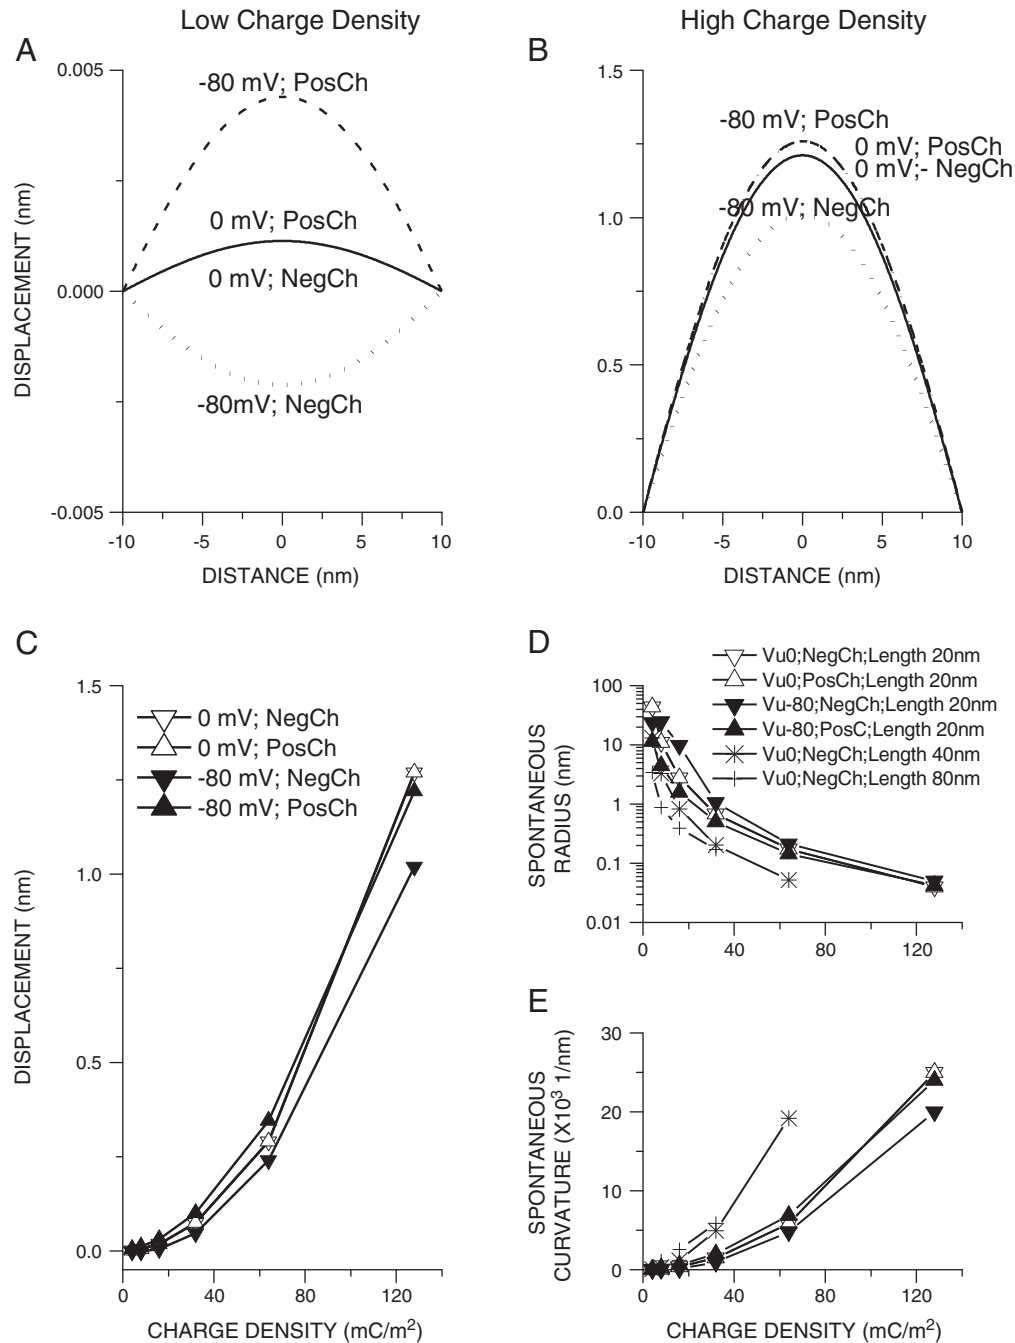 Low Charge Density
High Charge Density
A
DISPLACEMENT (nm)
0.005
0.000
-0.005
-80 mV; PosCh
0 mV; PosCh
0 mV; NegCh
-80mV; NegCh
-10
-5
0
5
10
DISTANCE (nm)
B
1.5
1.0
0.5
0.0
-80 mV; PosCh
0 mV; PosCh
0 mV;- NegCh
-80 mV; NegCh
-10
-5
0
5
10
DISTANCE (nm)
C
DISPLACEMENT (nm)
1.5
1.0
0.5
0.0
0 mV; NegCh
0 mV; PosCh
-80 mV; NegCh
-80 mV; PosCh
0
40
80
120
CHARGE DENSITY (mC/m²)
D
SPONTANEOUS
RADIUS (nm)
100
10
1
0.1
0.01
Vu0;NegCh;Length 20nm
Vu0;PosCh;Length 20nm
Vu-80;NegCh;Length 20nm
Vu-80;PosC;Length 20nm
Vu0;NegCh;Length 40nm
Vu0;NegCh;Length 80nm
0
40
80
120
E
SPONTANEOUS
CURVATURE (X10³ 1/nm)
30
20
10
0
0
40
80
120
CHARGE DENSITY (mC/m²)